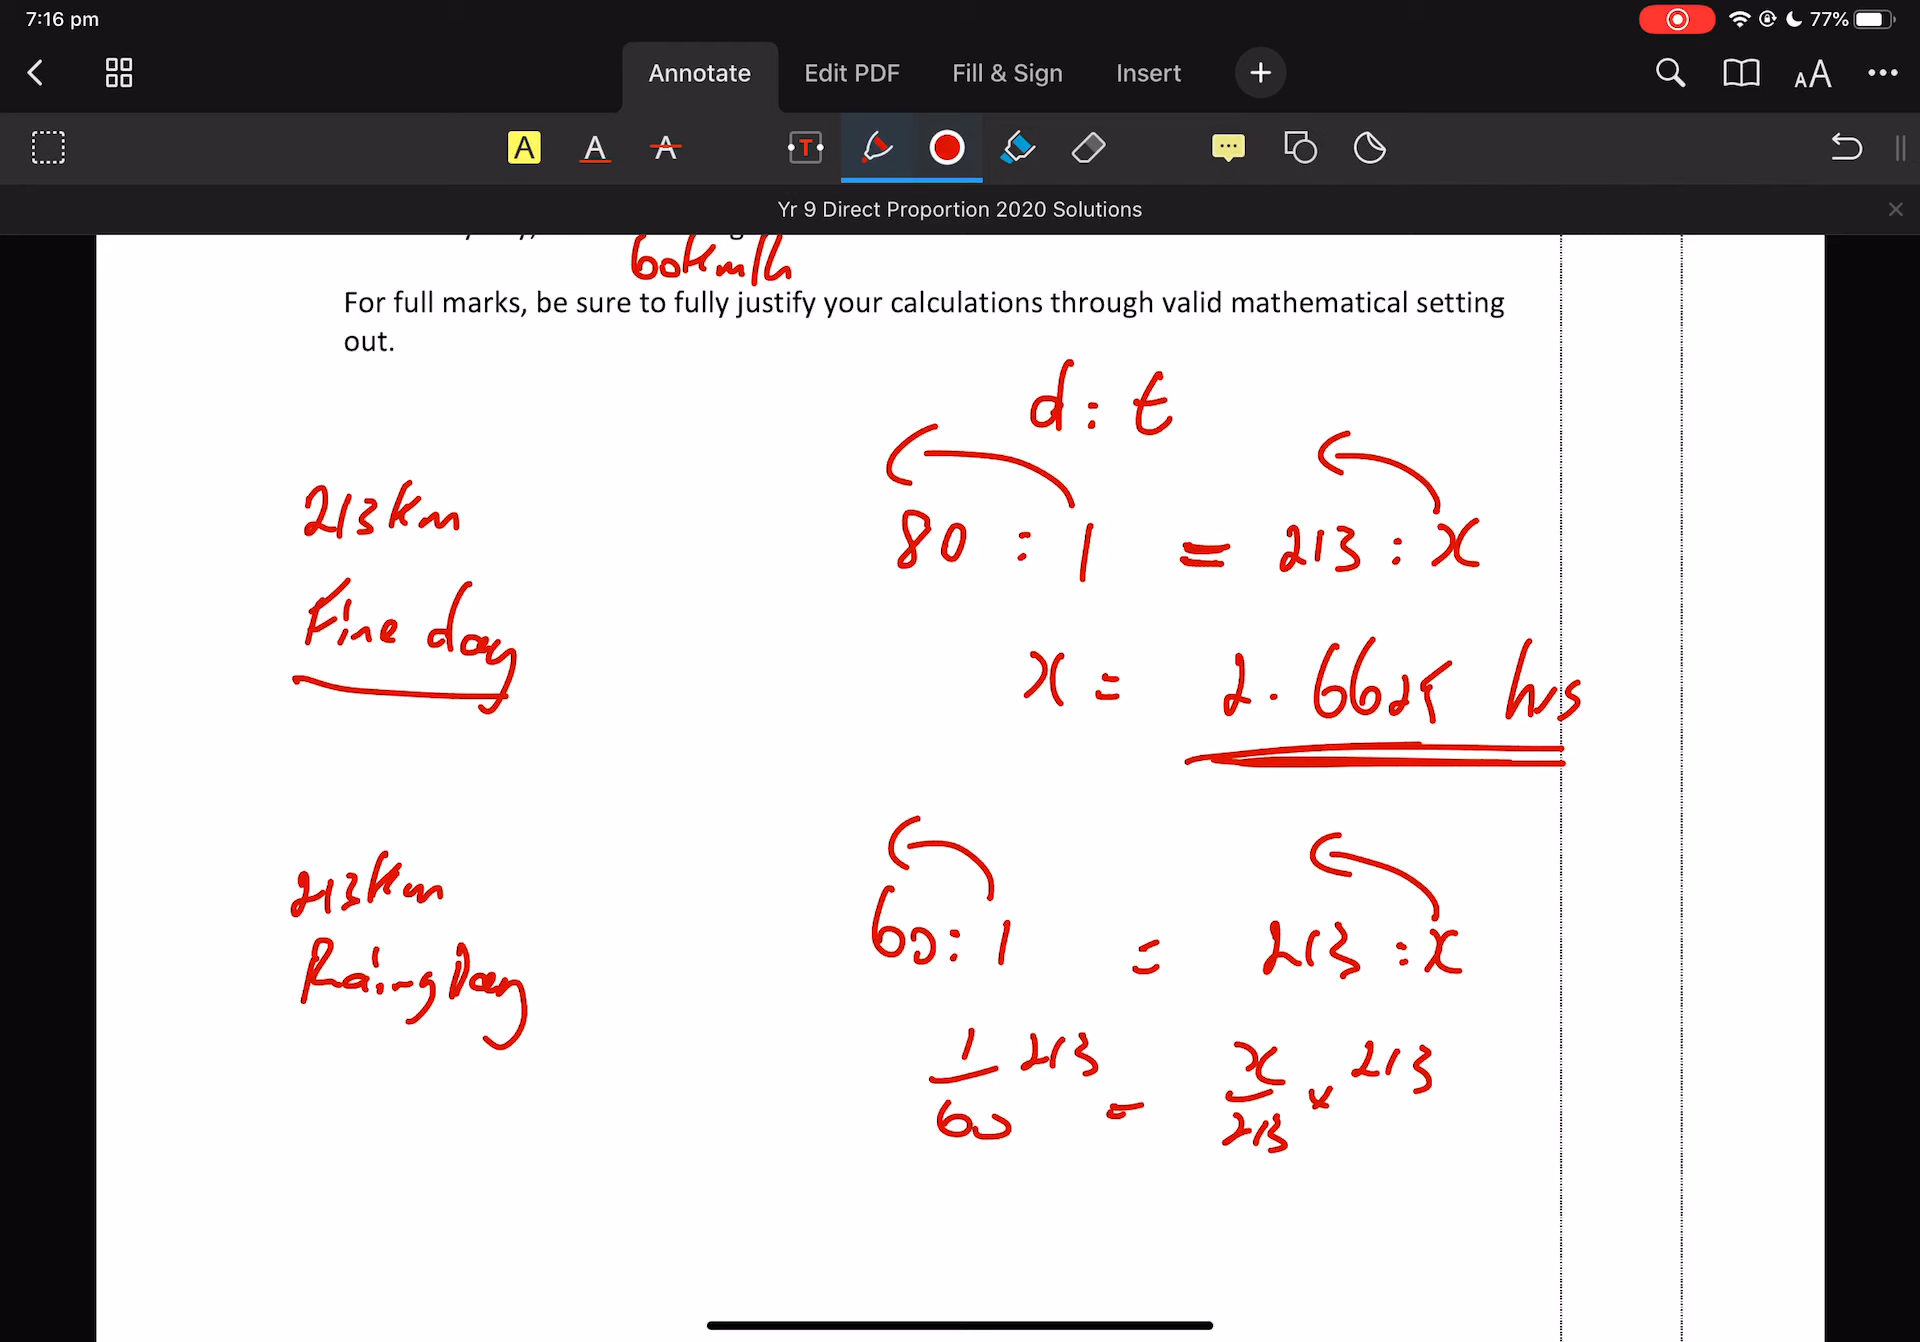 7:16 pm
77%
Annotate
Edit PDF
Fill & Sign
Insert
AA
A A A T
Yr 9 Direct Proportion 2020 Solutions
60km/h
For full marks, be sure to fully justify your calculations through valid mathematical setting
out.
d : t
213km
80 : 1 = 213 : x
Fine day
x = 2.6625 hrs
213km
60 : 1 = 213 : x
Rainy Day
1/60 213 = x/213 × 213